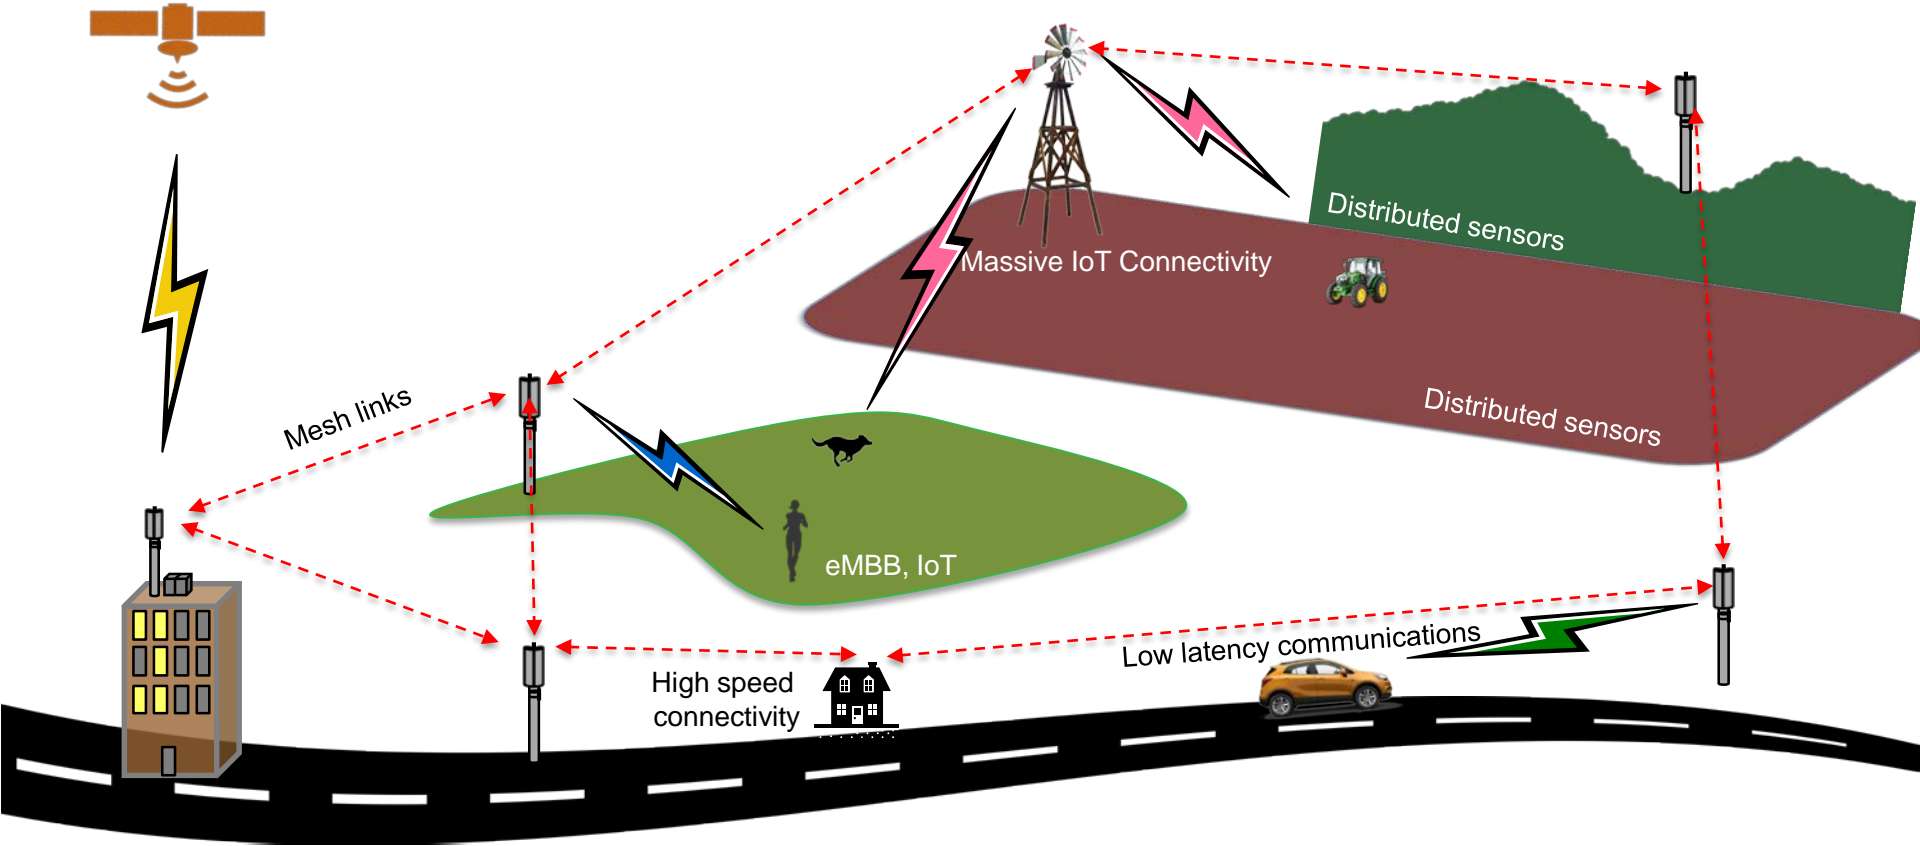 Distributed sensors
Massive IoT Connectivity
Distributed sensors
Mesh links
eMBB, IoT
Low latency communications
High speed
connectivity